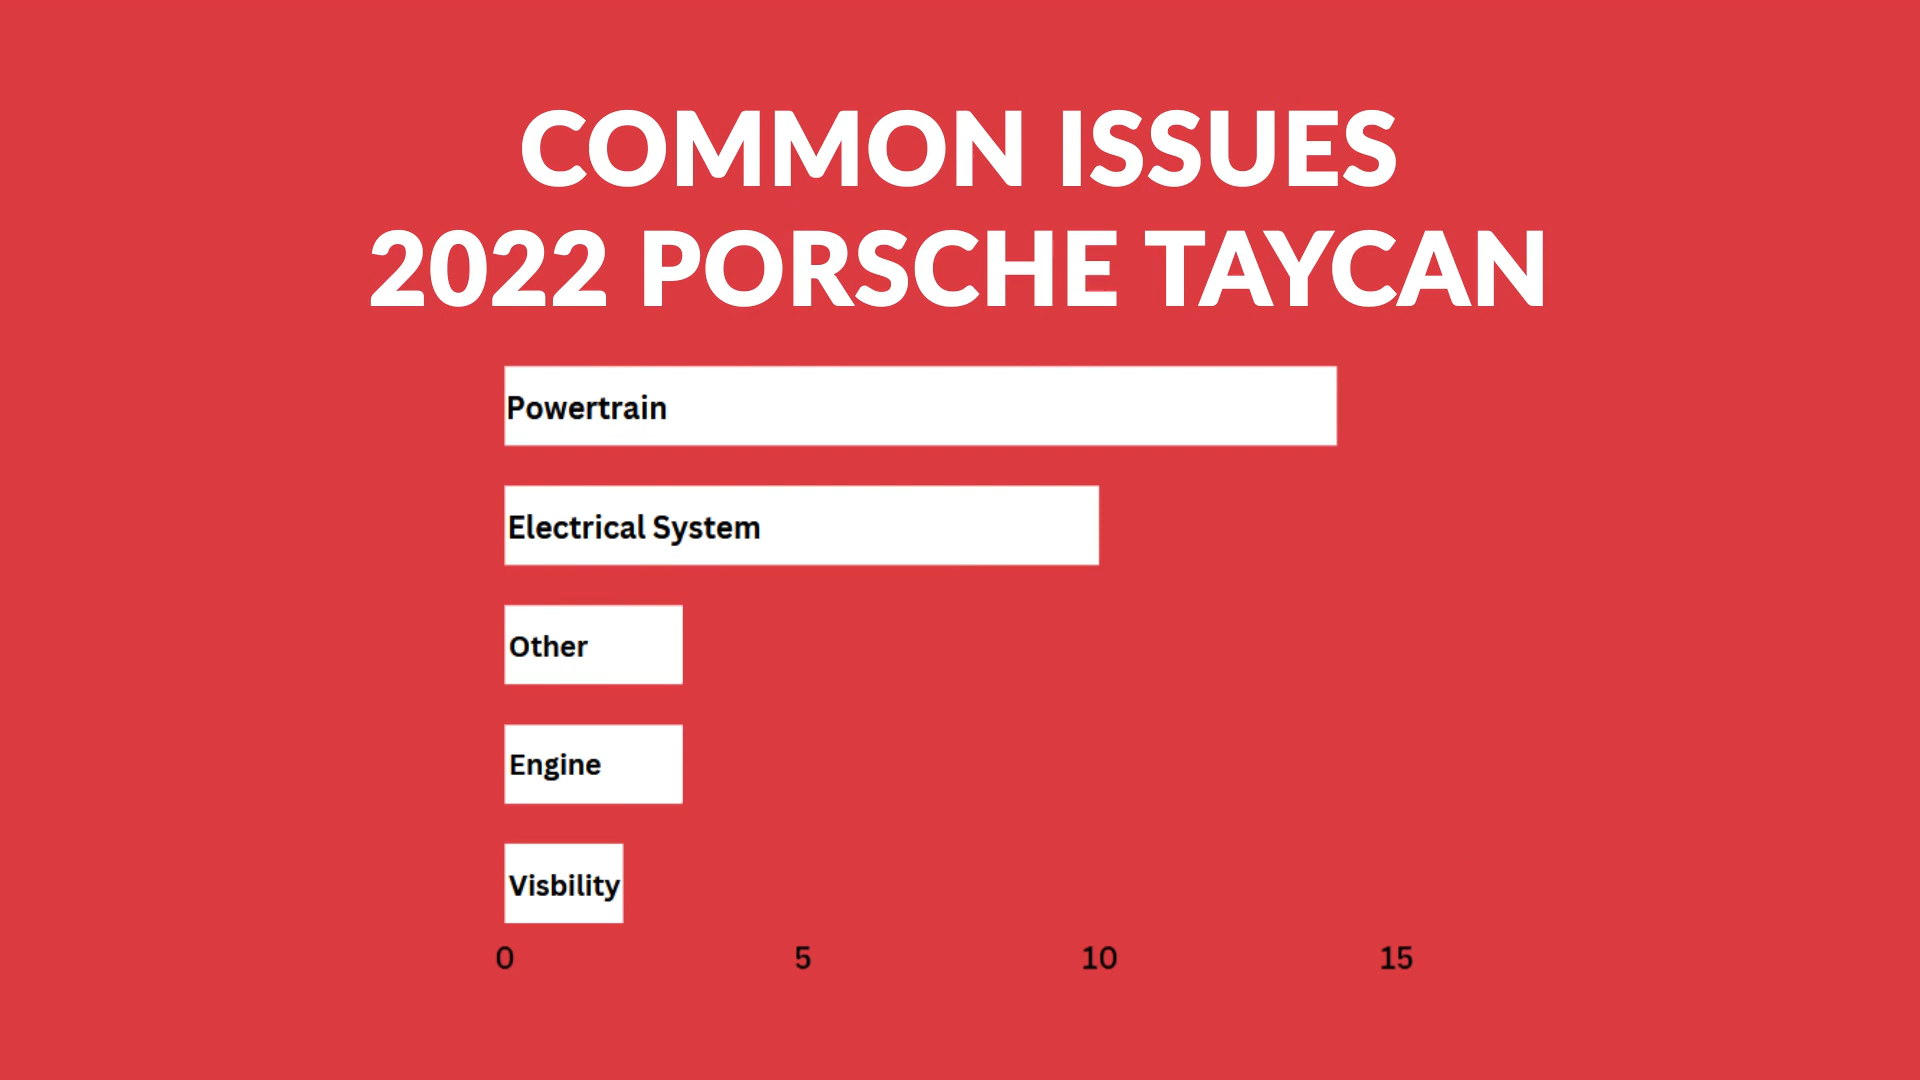 COMMON ISSUES
2022 PORSCHE TAYCAN
Powertrain
Electrical System
Other
Engine
Visbility
0 5 10 15